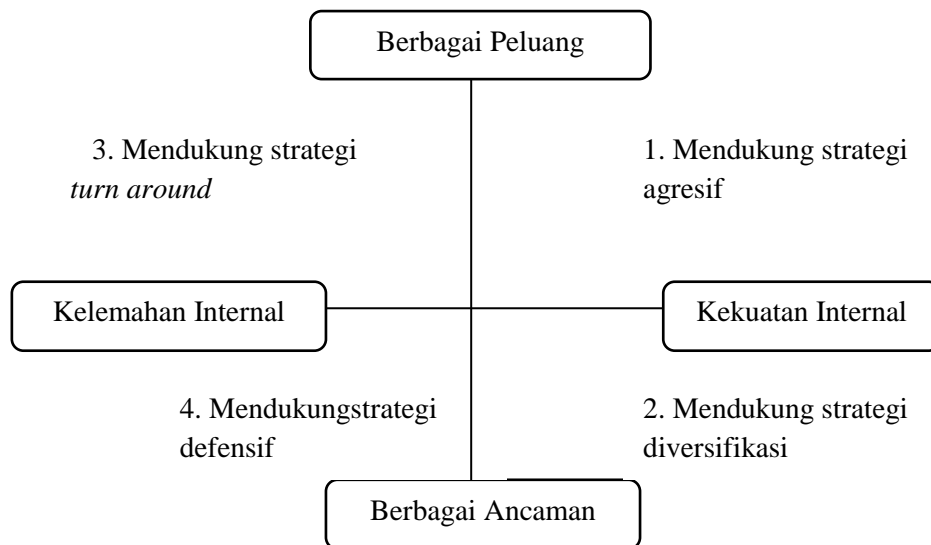 Berbagai Peluang
3. Mendukung strategi
turn around
1. Mendukung strategi
agresif
Kelemahan Internal
Kekuatan Internal
4. Mendukungstrategi
defensif
2. Mendukung strategi
diversifikasi
Berbagai Ancaman